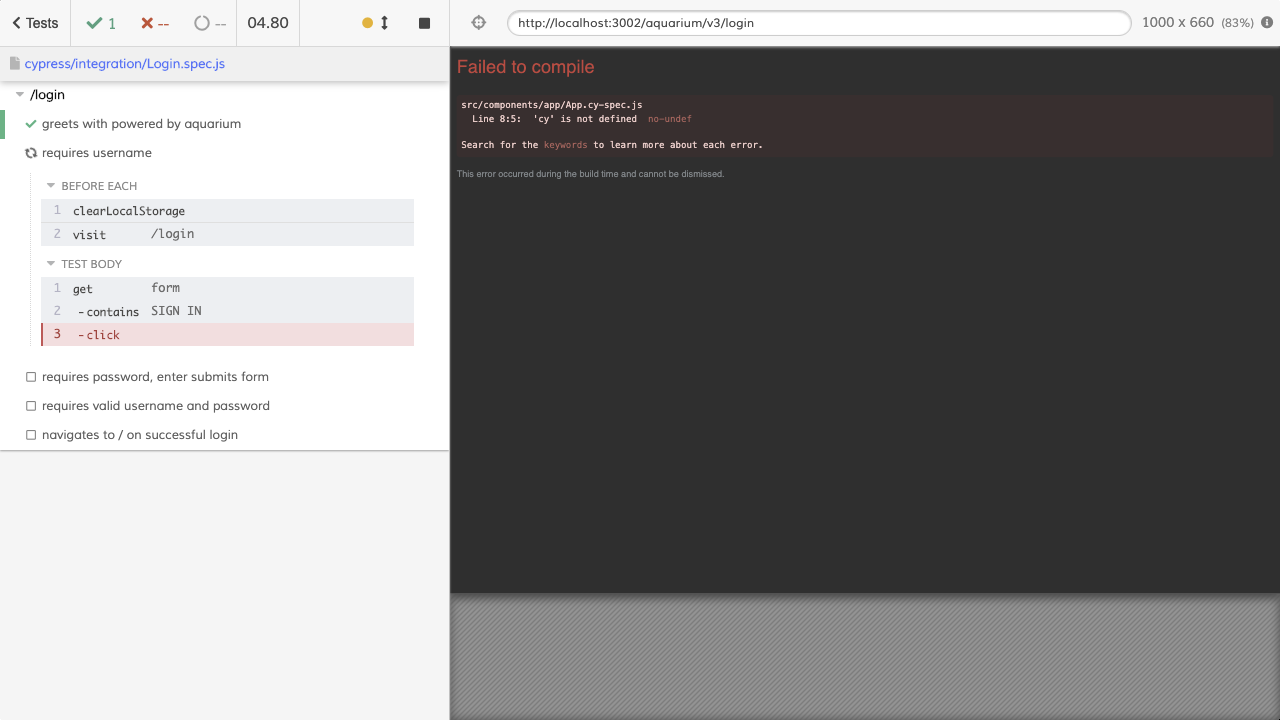 Tests 1 -- -- 04.80
http://localhost:3002/aquarium/v3/login 1000 x 660 (83%)
cypress/integration/Login.spec.js
/login
greets with powered by aquarium
requires username
BEFORE EACH
1 clearLocalStorage
2 visit /login
TEST BODY
1 get form
2 - contains SIGN IN
3 - click
requires password, enter submits form
requires valid username and password
navigates to / on successful login
Failed to compile
src/components/app/App.cy-spec.js
Line 8:5: 'cy' is not defined no-undef
Search for the keywords to learn more about each error.
This error occurred during the build time and cannot be dismissed.